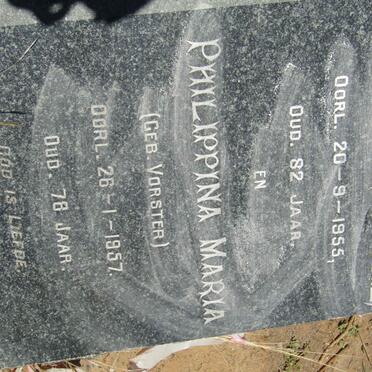 OORL. 20-9-1955,
OUD. 82 JAAR.
EN
PHILIPPINA MARIA
(GEB. VORSTER)
OORL. 26-1-1957.
OUD. 78 JAAR.
GOD IS LIEFDE.